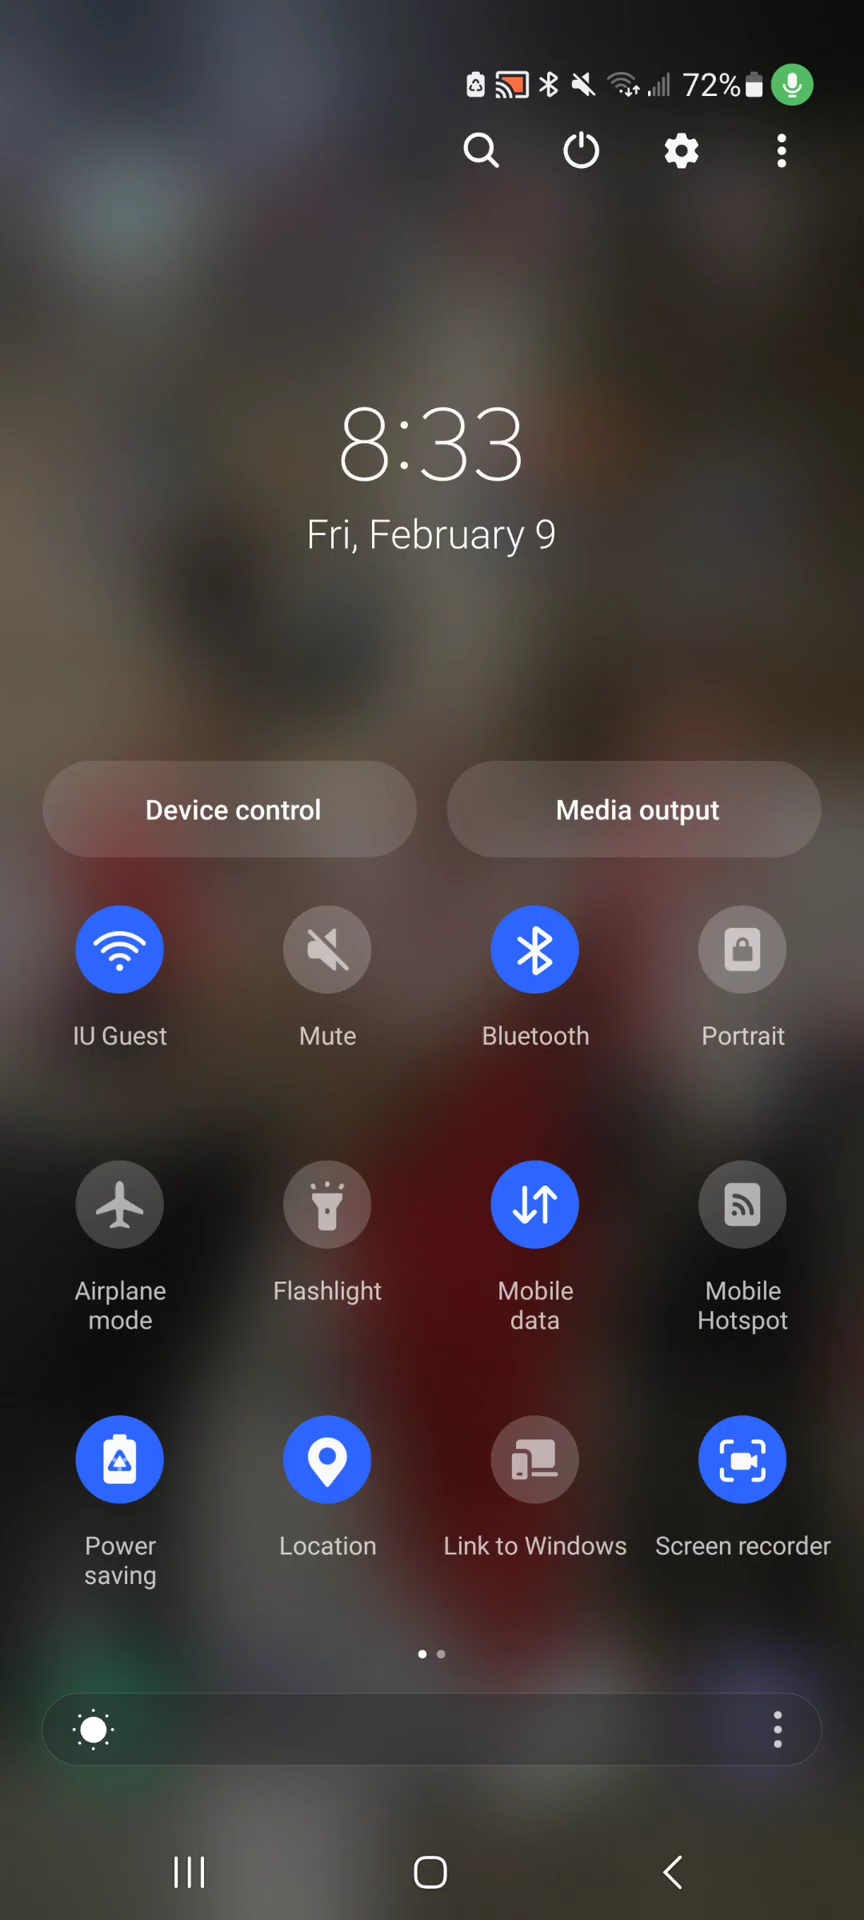 72%
8:33
Fri, February 9
Device control
Media output
IU Guest
Mute
Bluetooth
Portrait
Airplane
mode
Flashlight
Mobile
data
Mobile
Hotspot
Power
saving
Location
Link to Windows
Screen recorder